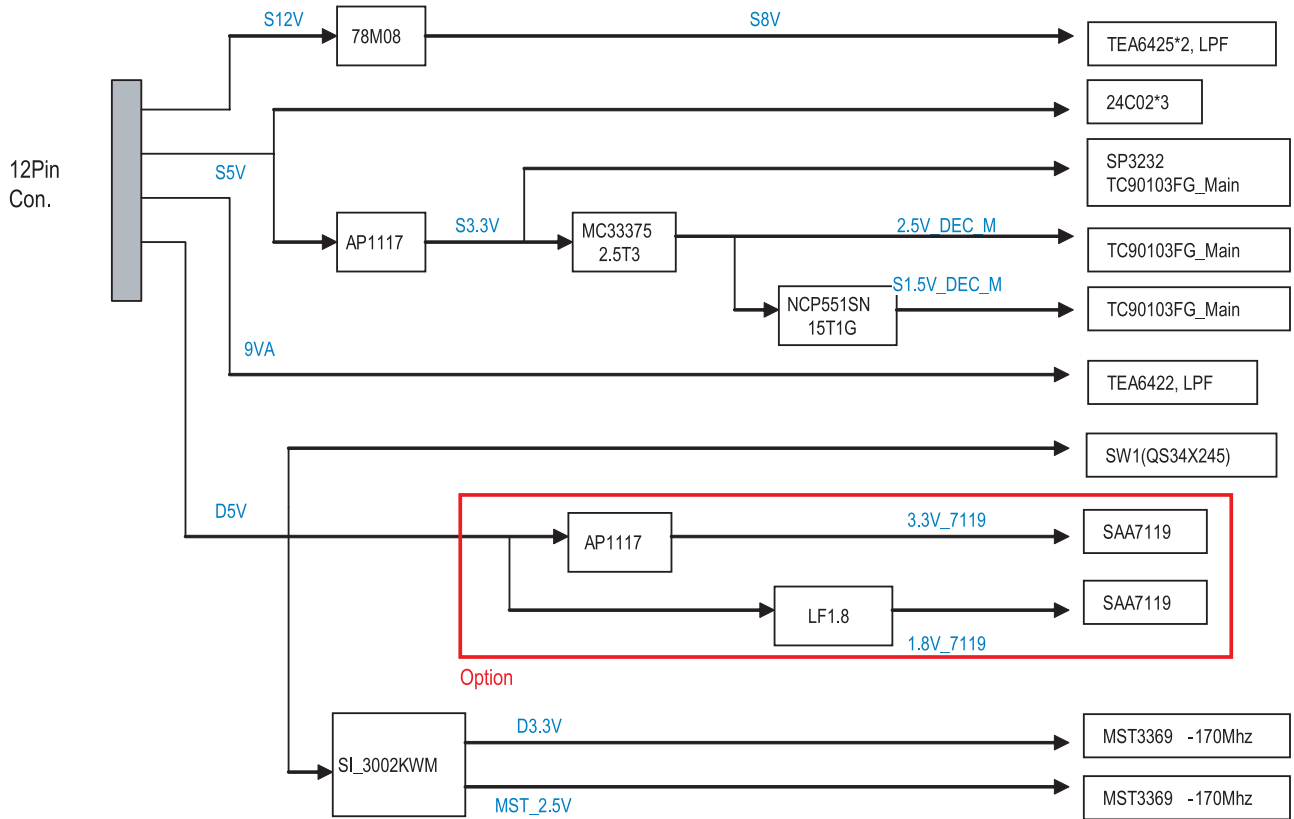 S12V
S8V
78M08
TEA6425*2, LPF
24C02*3
12Pin
Con.
S5V
SP3232
TC90103FG_Main
AP1117
S3.3V
MC33375
2.5T3
2.5V_DEC_M
TC90103FG_Main
S1.5V_DEC_M
NCP551SN
15T1G
TC90103FG_Main
9VA
TEA6422, LPF
SW1(QS34X245)
D5V
3.3V_7119
AP1117
SAA7119
LF1.8
SAA7119
1.8V_7119
Option
D3.3V
MST3369 -170Mhz
SI_3002KWM
MST_2.5V
MST3369 -170Mhz